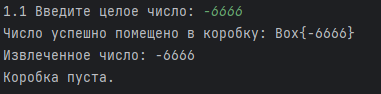 1.1 Введите целое число: -6666
Число успешно помещено в коробку: Box{-6666}
Извлеченное число: -6666
Коробка пуста.